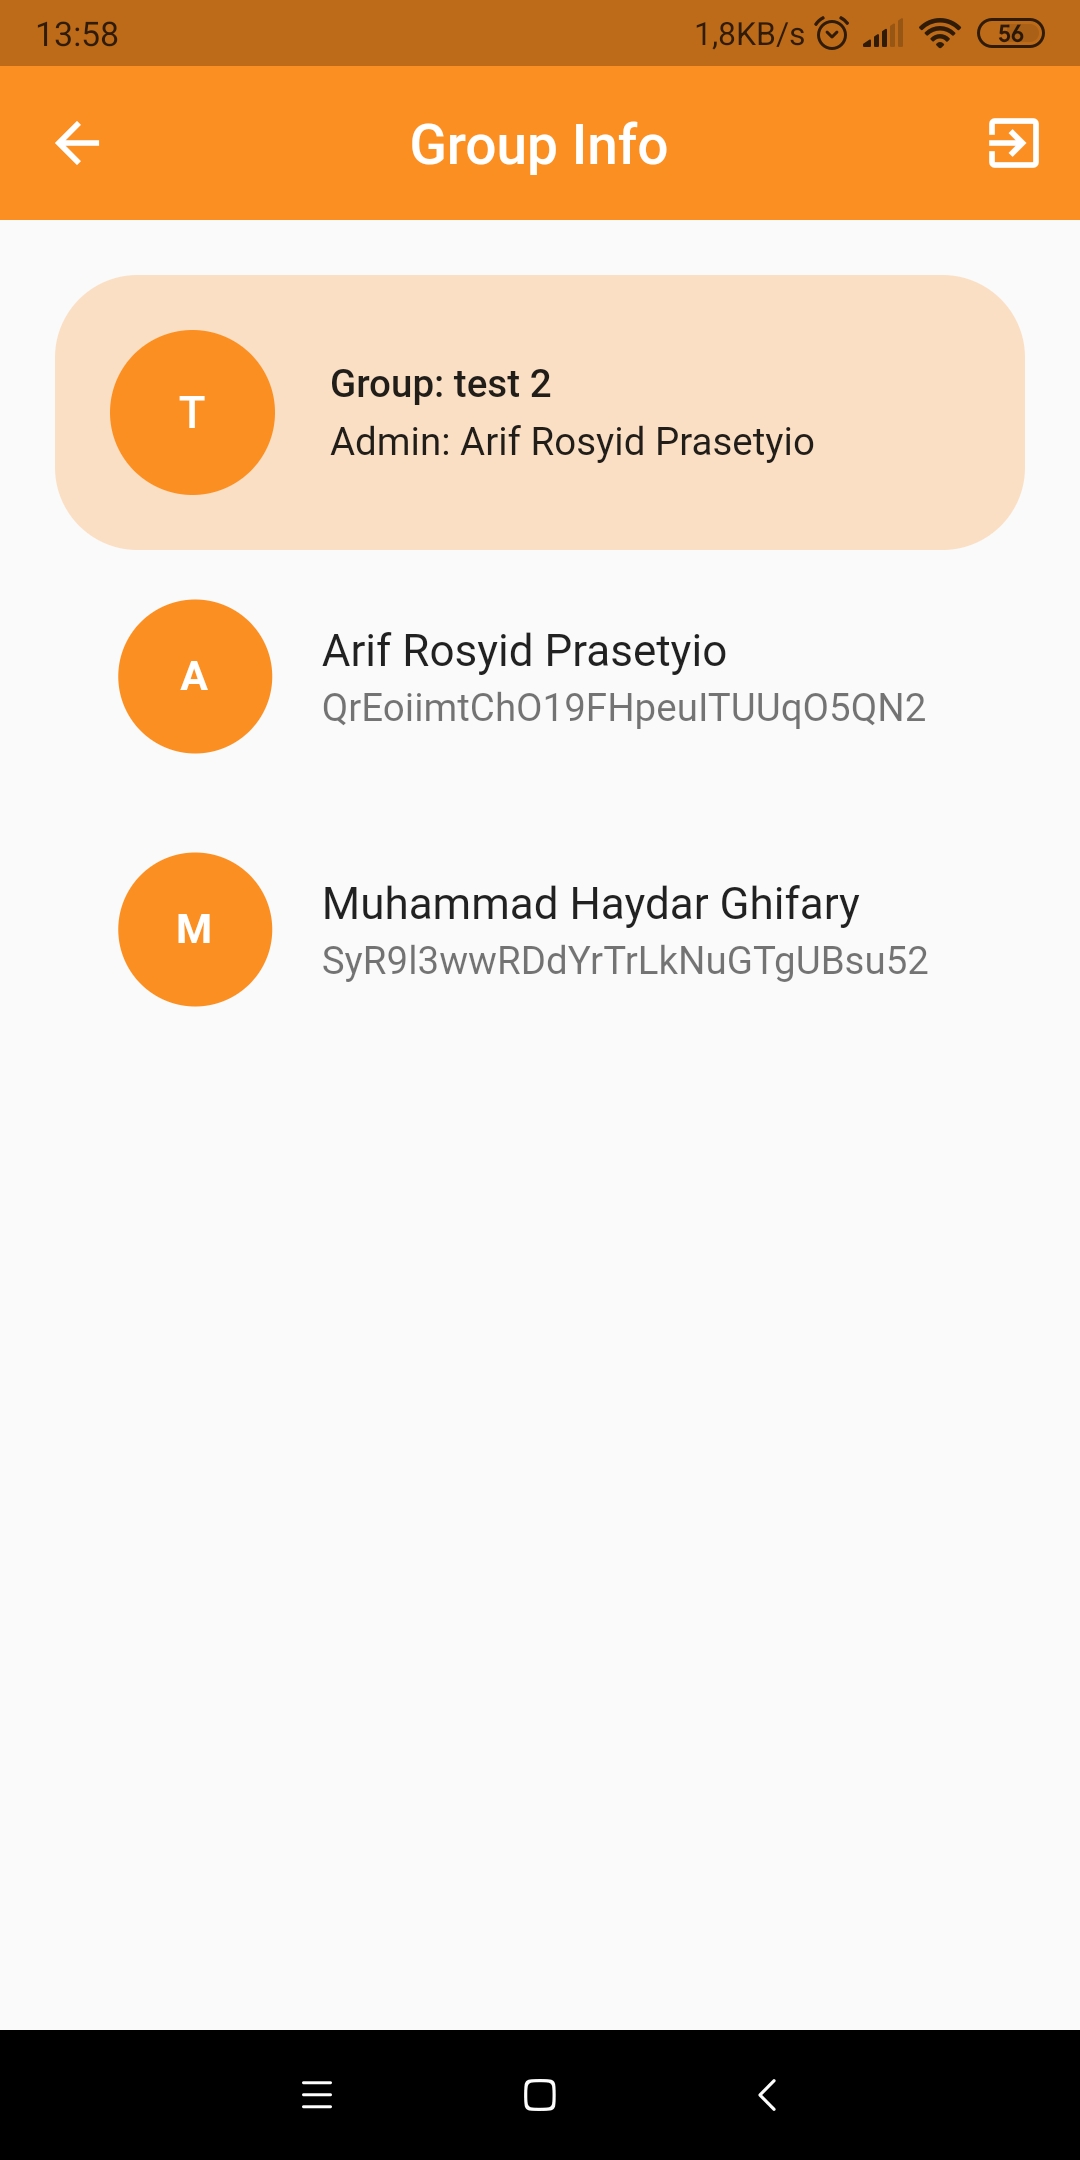 13:58 1,8KB/s 56
Group Info
T
Group: test 2
Admin: Arif Rosyid Prasetyio
A
Arif Rosyid Prasetyio
QrEoiimtChO19FHpeuITUUqO5QN2
M
Muhammad Haydar Ghifary
SyR9l3wwRDdYrTrLkNuGTgUBsu52